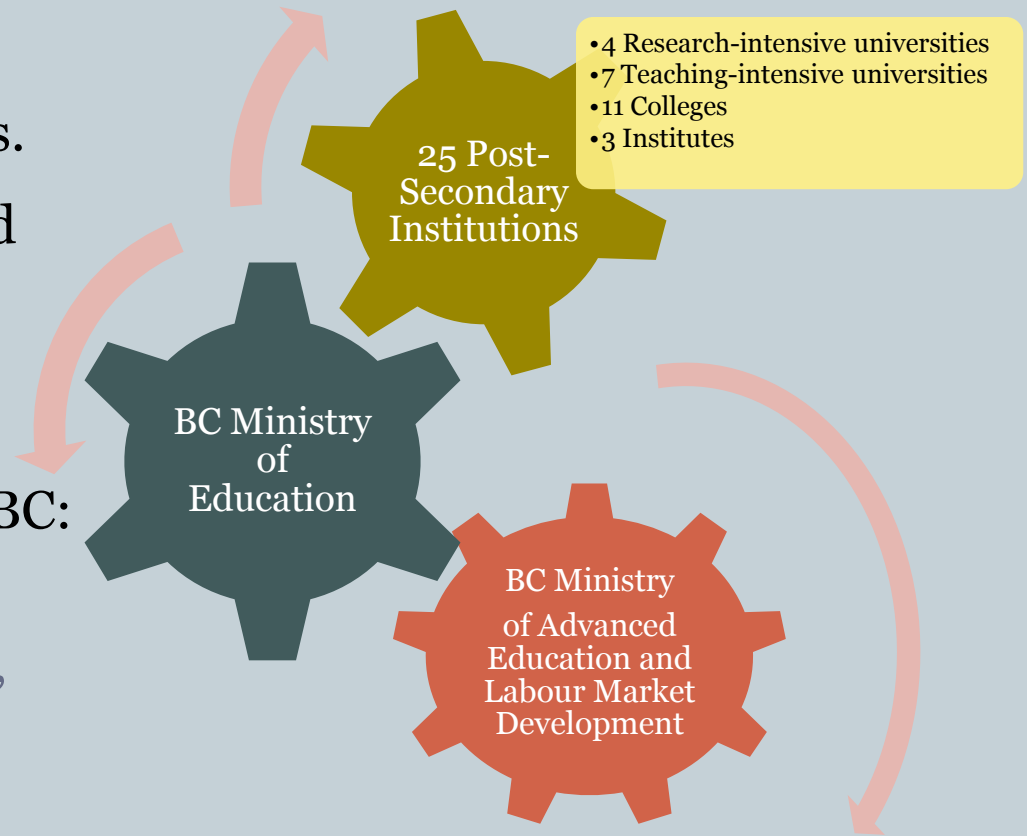 s.
d
BC:
,
•4 Research-intensive universities
•7 Teaching-intensive universities
•11 Colleges
•3 Institutes
25 Post-
Secondary
Institutions
BC Ministry
of
Education
BC Ministry
of Advanced
Education and
Labour Market
Development